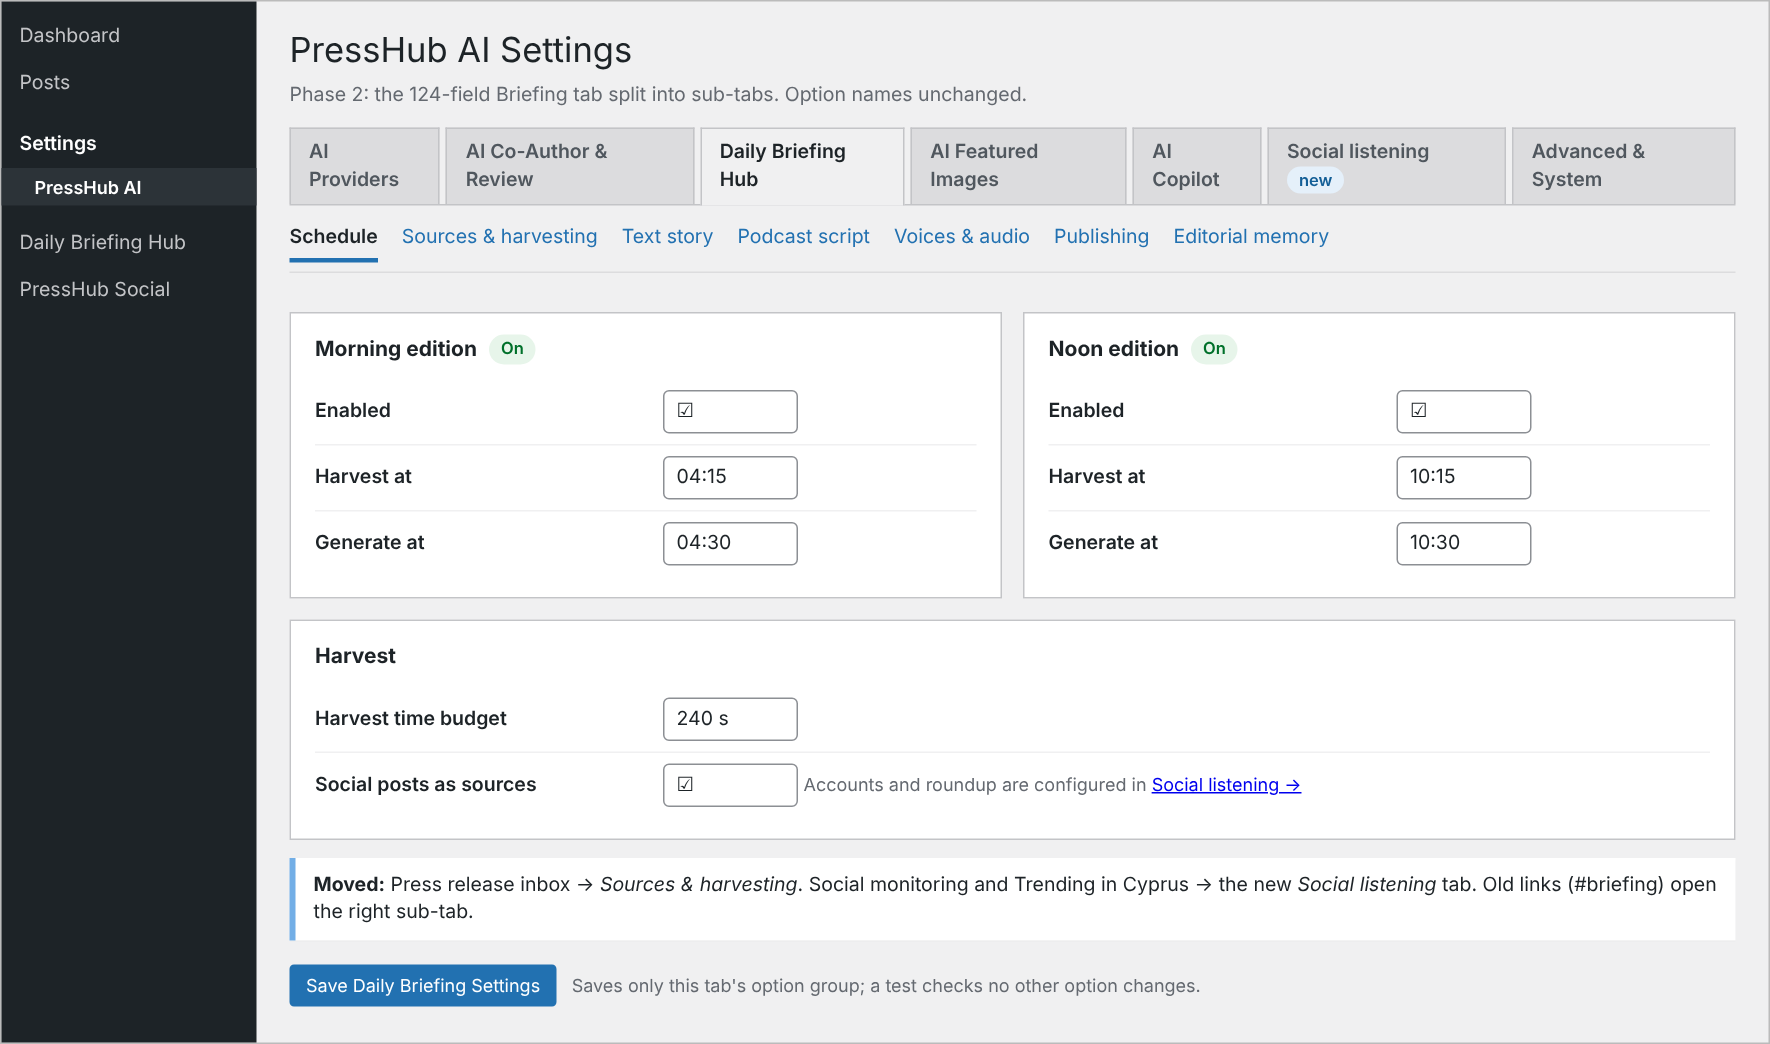 Dashboard
Posts
Settings
PressHub AI
Daily Briefing Hub
PressHub Social
PressHub AI Settings
Phase 2: the 124-field Briefing tab split into sub-tabs. Option names unchanged.
AI
Providers
AI Co-Author &
Review
Daily Briefing
Hub
AI Featured
Images
AI
Copilot
Social listening
new
Advanced &
System
Schedule Sources & harvesting Text story Podcast script Voices & audio Publishing Editorial memory
Morning edition On
Enabled ☑
Harvest at 04:15
Generate at 04:30
Noon edition On
Enabled ☑
Harvest at 10:15
Generate at 10:30
Harvest
Harvest time budget 240 s
Social posts as sources ☑ Accounts and roundup are configured in Social listening →
Moved: Press release inbox → Sources & harvesting. Social monitoring and Trending in Cyprus → the new Social listening tab. Old links (#briefing) open
the right sub-tab.
Save Daily Briefing Settings Saves only this tab's option group; a test checks no other option changes.